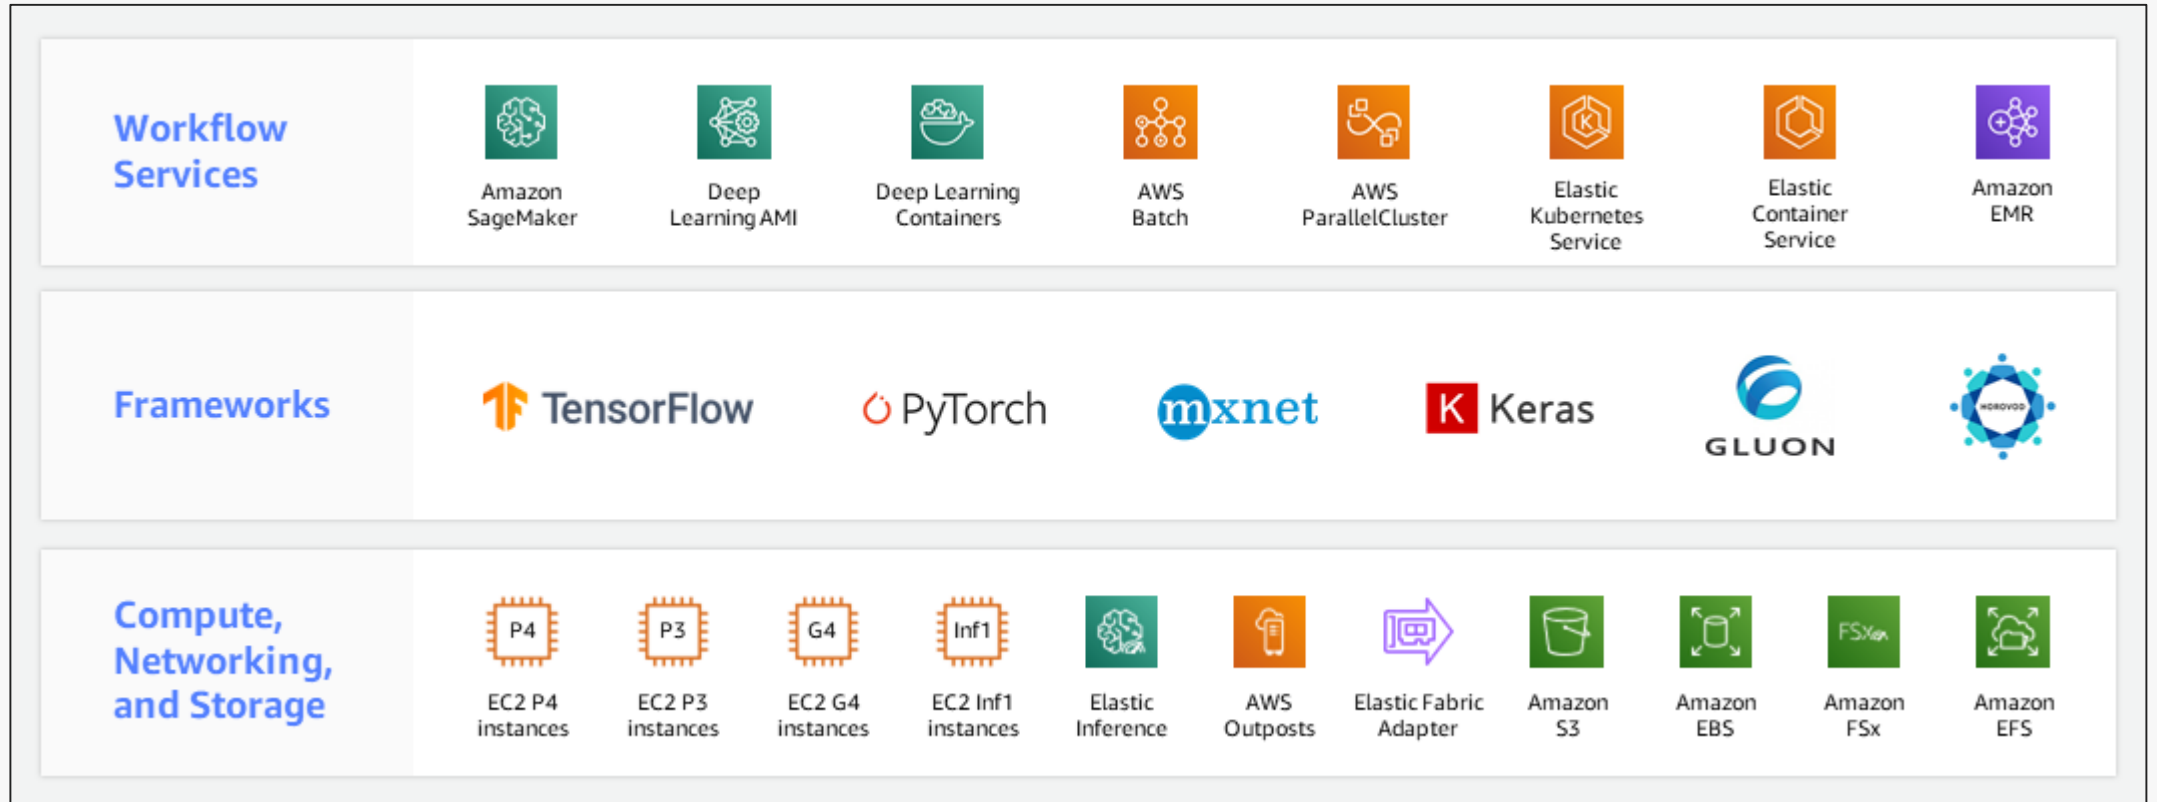 Workflow
Services
Amazon
SageMaker
Deep
Learning AMI
Deep Learning
Containers
AWS
Batch
AWS
ParallelCluster
K
Elastic
Kubernetes
Service
Elastic
Container
Service
Amazon
EMR
Frameworks
TensorFlow
PyTorch
mxnet
K Keras
GLUON
HOROVOD
Compute,
Networking,
and Storage
P4
EC2 P4
instances
P3
EC2 P3
instances
G4
EC2 G4
instances
Inf1
EC2 Inf1
instances
Elastic
Inference
AWS
Outposts
Elastic Fabric
Adapter
Amazon
S3
Amazon
EBS
FSx
Amazon
FSx
Amazon
EFS